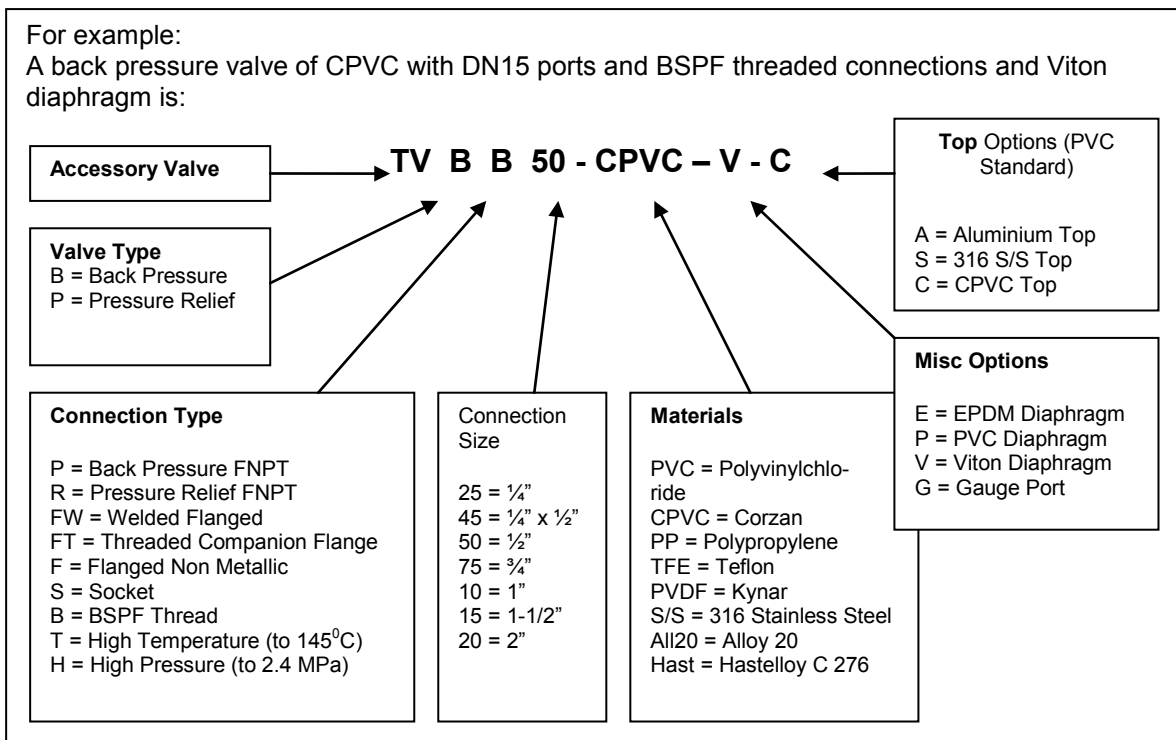 For example:
A back pressure valve of CPVC with DN15 ports and BSPF threaded connections and Viton
diaphragm is:
Accessory Valve
TV B B 50 - CPVC – V - C
Top Options (PVC
Standard)
A = Aluminium Top
S = 316 S/S Top
C = CPVC Top
Valve Type
B = Back Pressure
P = Pressure Relief
Misc Options
E = EPDM Diaphragm
P = PVC Diaphragm
V = Viton Diaphragm
G = Gauge Port
Connection Type
P = Back Pressure FNPT
R = Pressure Relief FNPT
FW = Welded Flanged
FT = Threaded Companion Flange
F = Flanged Non Metallic
S = Socket
B = BSPF Thread
T = High Temperature (to 145⁰C)
H = High Pressure (to 2.4 MPa)
Connection
Size
25 = ¼”
45 = ¼” x ½”
50 = ½”
75 = ¾”
10 = 1”
15 = 1-1/2”
20 = 2”
Materials
PVC = Polyvinylchlo-
ride
CPVC = Corzan
PP = Polypropylene
TFE = Teflon
PVDF = Kynar
S/S = 316 Stainless Steel
All20 = Alloy 20
Hast = Hastelloy C 276